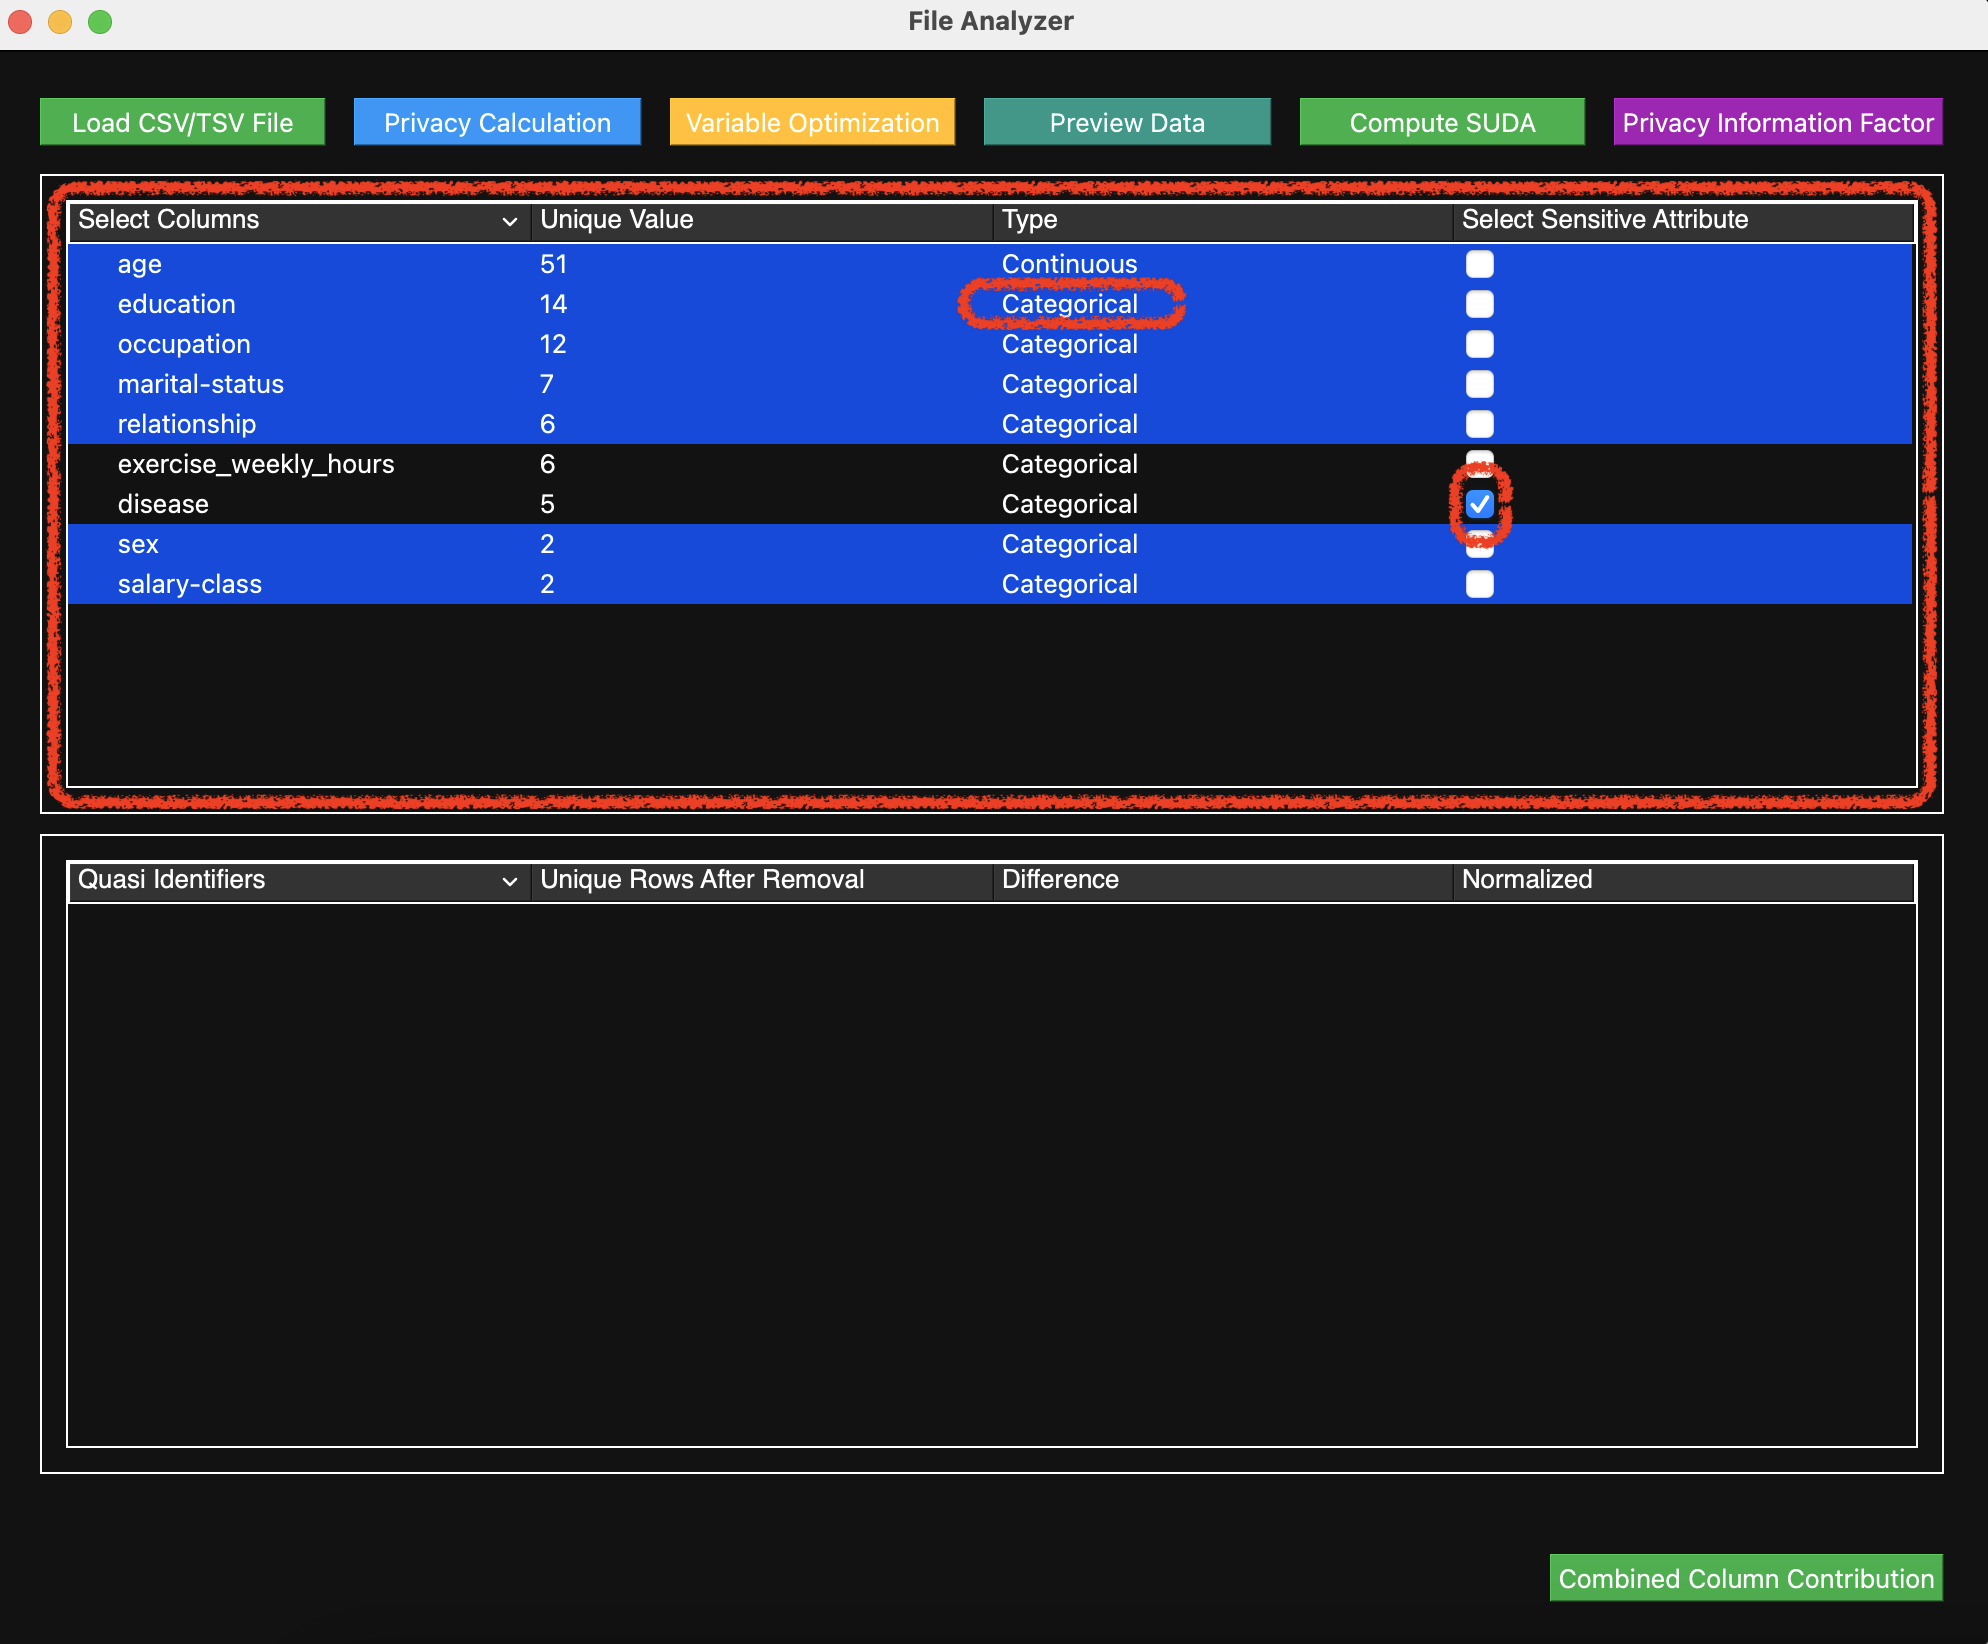 File Analyzer
Load CSV/TSV File Privacy Calculation Variable Optimization Preview Data Compute SUDA Privacy Information Factor
Select Columns Unique Value Type Select Sensitive Attribute
age 51 Continuous
education 14 Categorical
occupation 12 Categorical
marital-status 7 Categorical
relationship 6 Categorical
exercise_weekly_hours 6 Categorical
disease 5 Categorical
sex 2 Categorical
salary-class 2 Categorical
Quasi Identifiers Unique Rows After Removal Difference Normalized
Combined Column Contribution